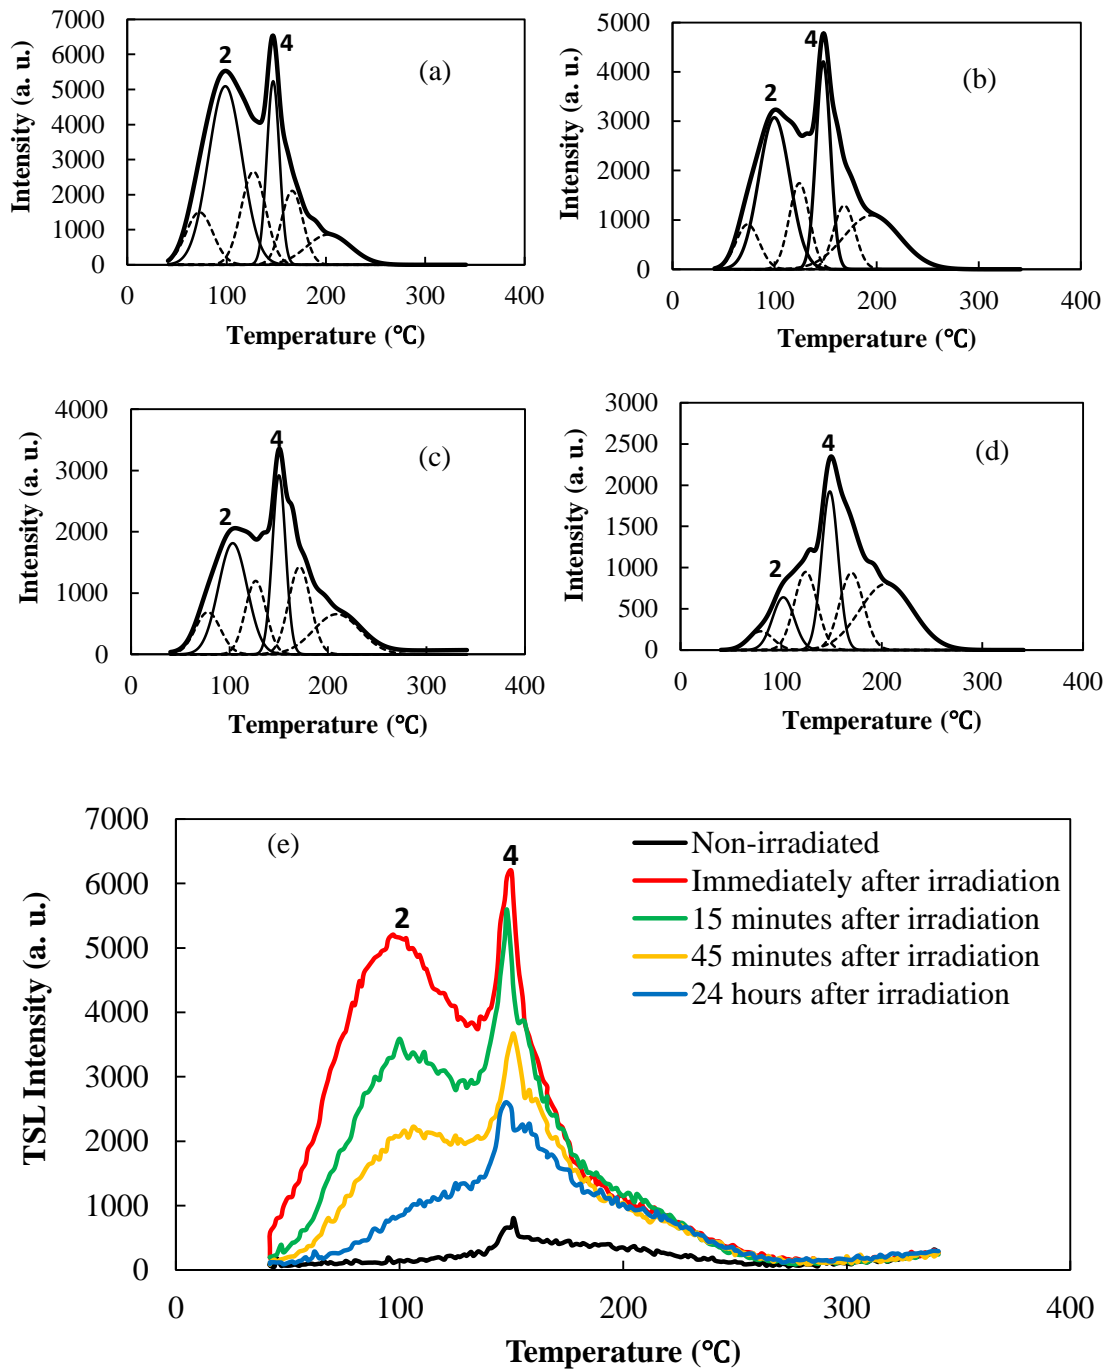 7000
6000
5000
4000
3000
2000
1000
0
Intensity (a. u.)
2
4
(a)
0 100 200 300 400
Temperature (℃)
5000
4000
3000
2000
1000
0
Intensity (a. u.)
4
2
(b)
0 100 200 300 400
Temperature (℃)
4000
3000
2000
1000
0
Intensity (a. u.)
4
2
(c)
0 100 200 300 400
Temperature (℃)
3000
2500
2000
1500
1000
500
0
Intensity (a. u.)
4
2
(d)
0 100 200 300 400
Temperature (℃)
7000
6000
5000
4000
3000
2000
1000
0
TSL Intensity (a. u.)
(e)
2
4
Non-irradiated
Immediately after irradiation
15 minutes after irradiation
45 minutes after irradiation
24 hours after irradiation
0 100 200 300 400
Temperature (℃)